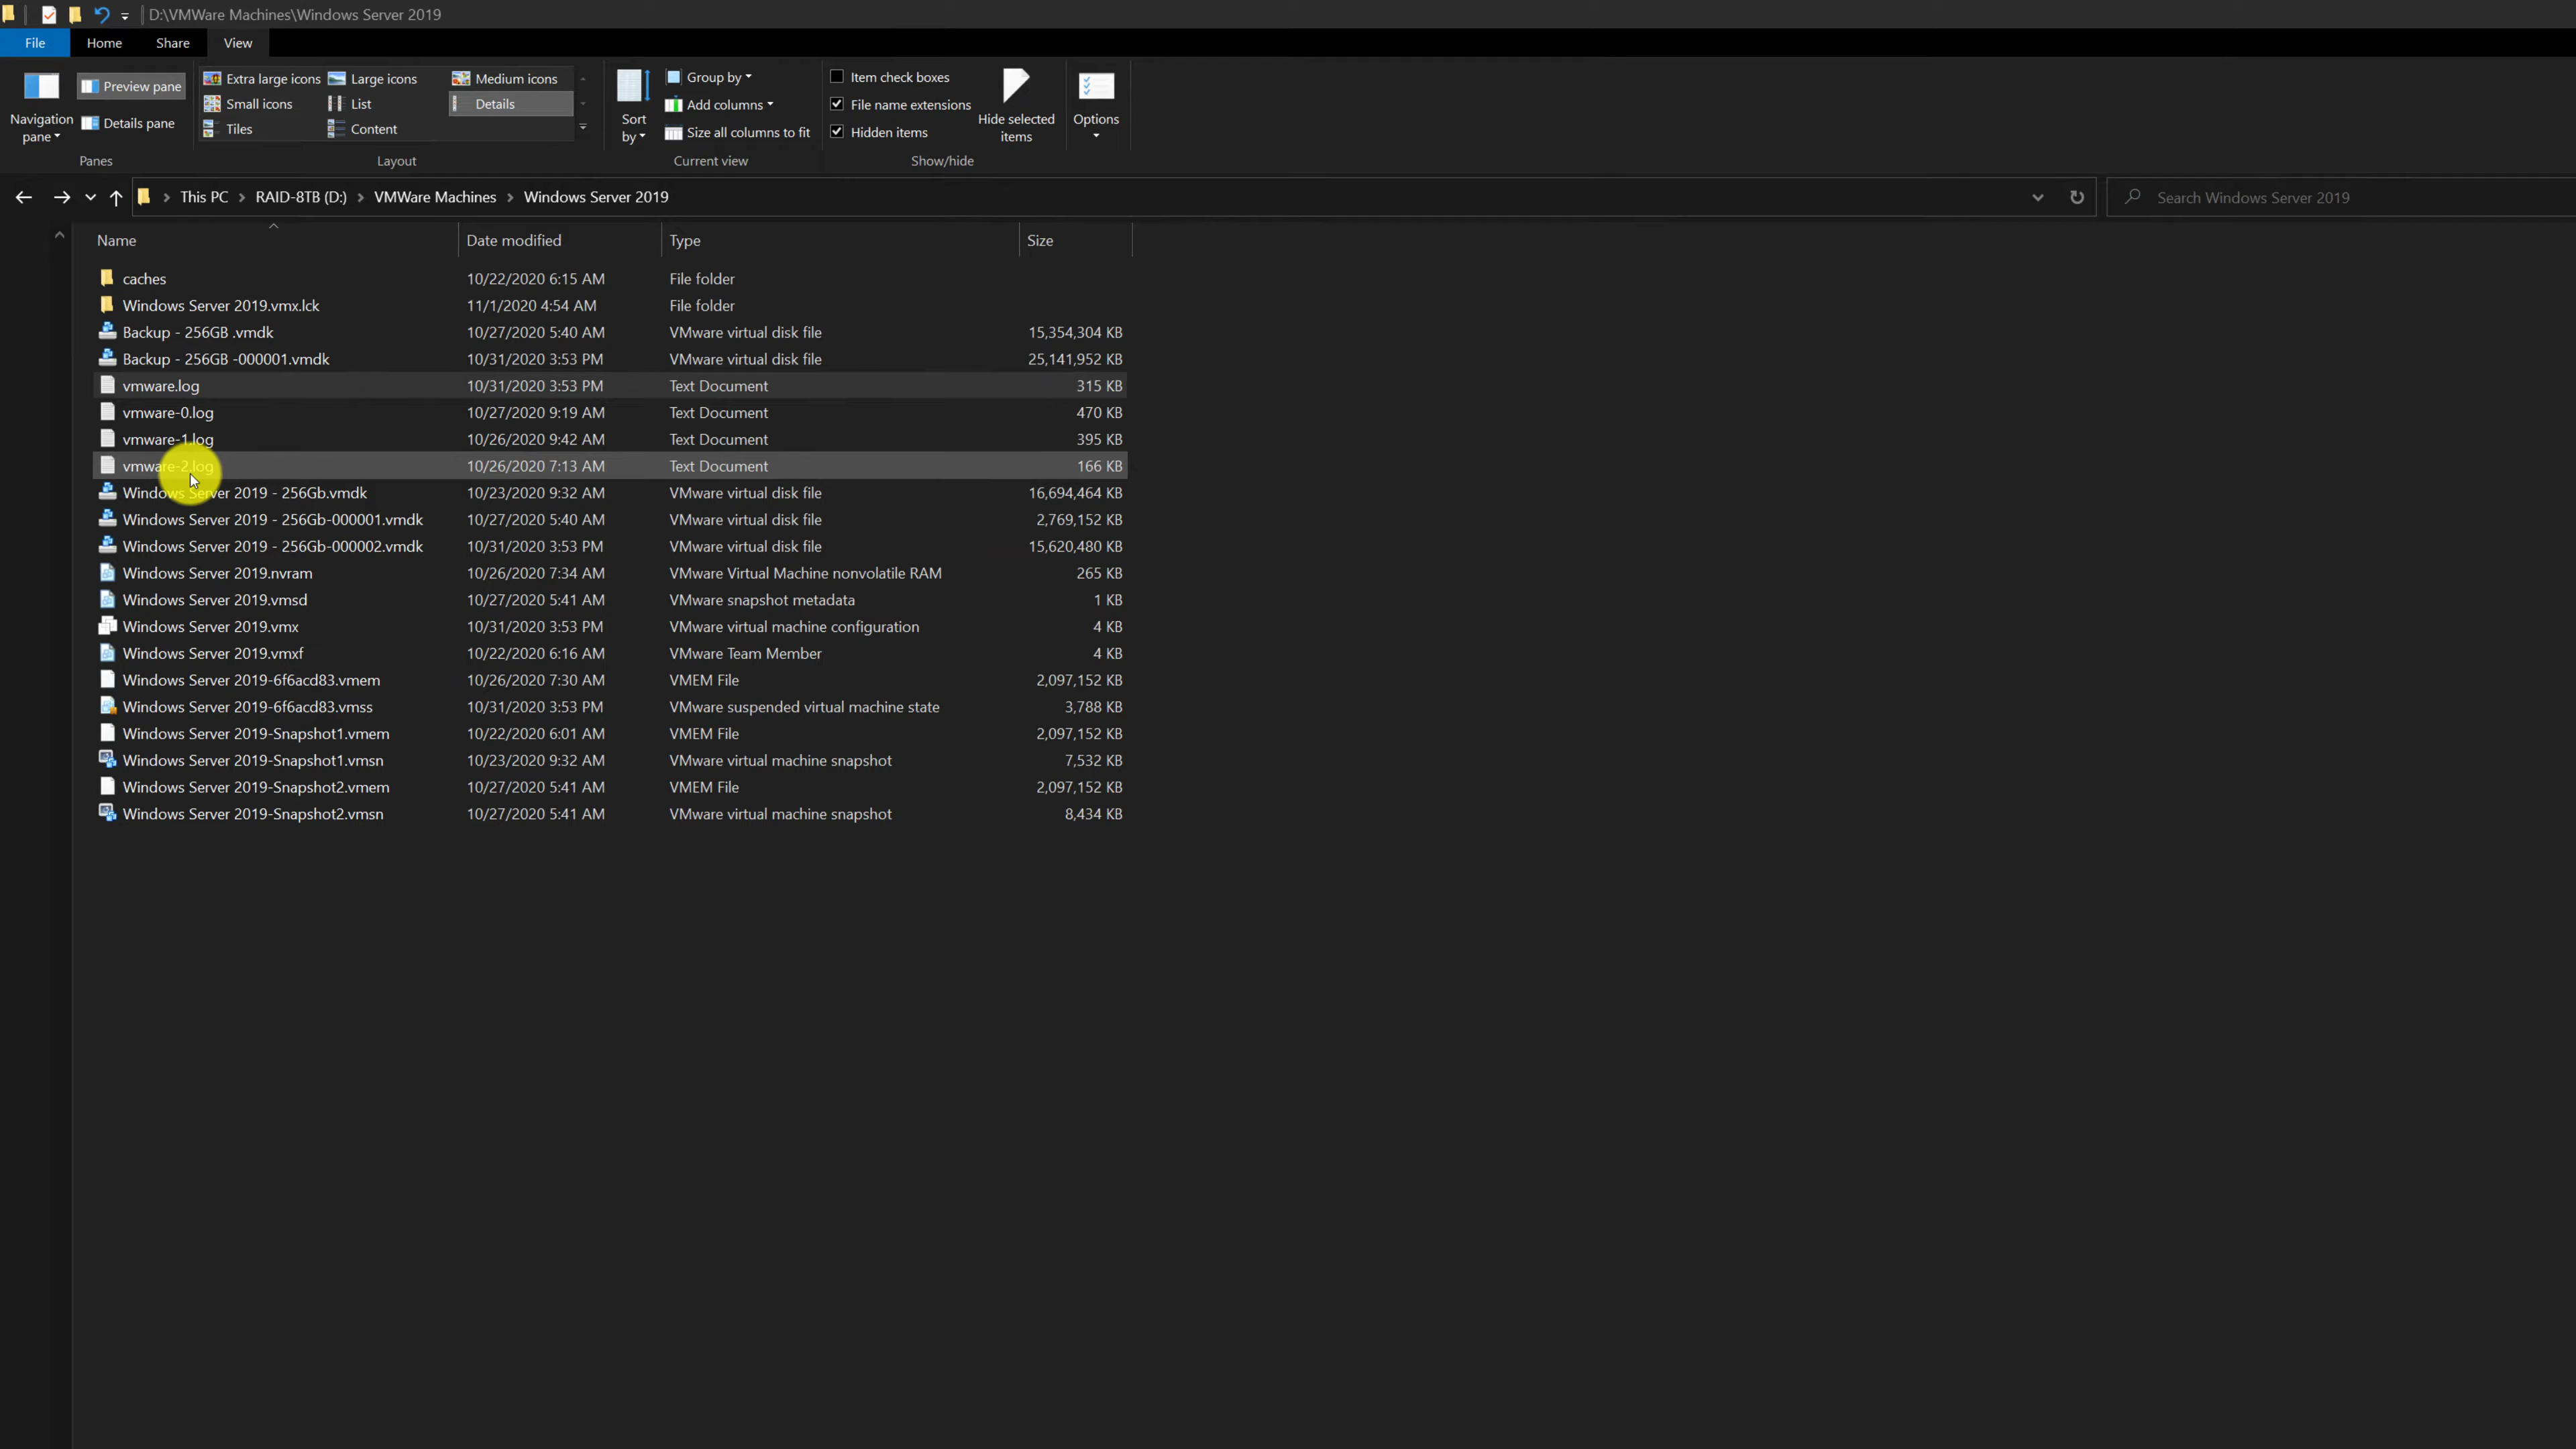 D:\VMWare Machines\Windows Server 2019
File Home Share View
Navigation pane
Preview pane
Details pane
Panes
Extra large icons Large icons Medium icons
Small icons List Details
Tiles Content
Layout
Sort by
Group by
Add columns
Size all columns to fit
Current view
Item check boxes
File name extensions
Hidden items
Hide selected items
Show/hide
Options
This PC RAID-8TB (D:) VMWare Machines Windows Server 2019
Search Windows Server 2019
Name Date modified Type Size
caches 10/22/2020 6:15 AM File folder
Windows Server 2019.vmx.lck 11/1/2020 4:54 AM File folder
Backup - 256GB .vmdk 10/27/2020 5:40 AM VMware virtual disk file 15,354,304 KB
Backup - 256GB -000001.vmdk 10/31/2020 3:53 PM VMware virtual disk file 25,141,952 KB
vmware.log 10/31/2020 3:53 PM Text Document 315 KB
vmware-0.log 10/27/2020 9:19 AM Text Document 470 KB
vmware-1.log 10/26/2020 9:42 AM Text Document 395 KB
vmware-2.log 10/26/2020 7:13 AM Text Document 166 KB
Windows Server 2019 - 256Gb.vmdk 10/23/2020 9:32 AM VMware virtual disk file 16,694,464 KB
Windows Server 2019 - 256Gb-000001.vmdk 10/27/2020 5:40 AM VMware virtual disk file 2,769,152 KB
Windows Server 2019 - 256Gb-000002.vmdk 10/31/2020 3:53 PM VMware virtual disk file 15,620,480 KB
Windows Server 2019.nvram 10/26/2020 7:34 AM VMware Virtual Machine nonvolatile RAM 265 KB
Windows Server 2019.vmsd 10/27/2020 5:41 AM VMware snapshot metadata 1 KB
Windows Server 2019.vmx 10/31/2020 3:53 PM VMware virtual machine configuration 4 KB
Windows Server 2019.vmxf 10/22/2020 6:16 AM VMware Team Member 4 KB
Windows Server 2019-6f6acd83.vmem 10/26/2020 7:30 AM VMEM File 2,097,152 KB
Windows Server 2019-6f6acd83.vmss 10/31/2020 3:53 PM VMware suspended virtual machine state 3,788 KB
Windows Server 2019-Snapshot1.vmem 10/22/2020 6:01 AM VMEM File 2,097,152 KB
Windows Server 2019-Snapshot1.vmsn 10/23/2020 9:32 AM VMware virtual machine snapshot 7,532 KB
Windows Server 2019-Snapshot2.vmem 10/27/2020 5:41 AM VMEM File 2,097,152 KB
Windows Server 2019-Snapshot2.vmsn 10/27/2020 5:41 AM VMware virtual machine snapshot 8,434 KB